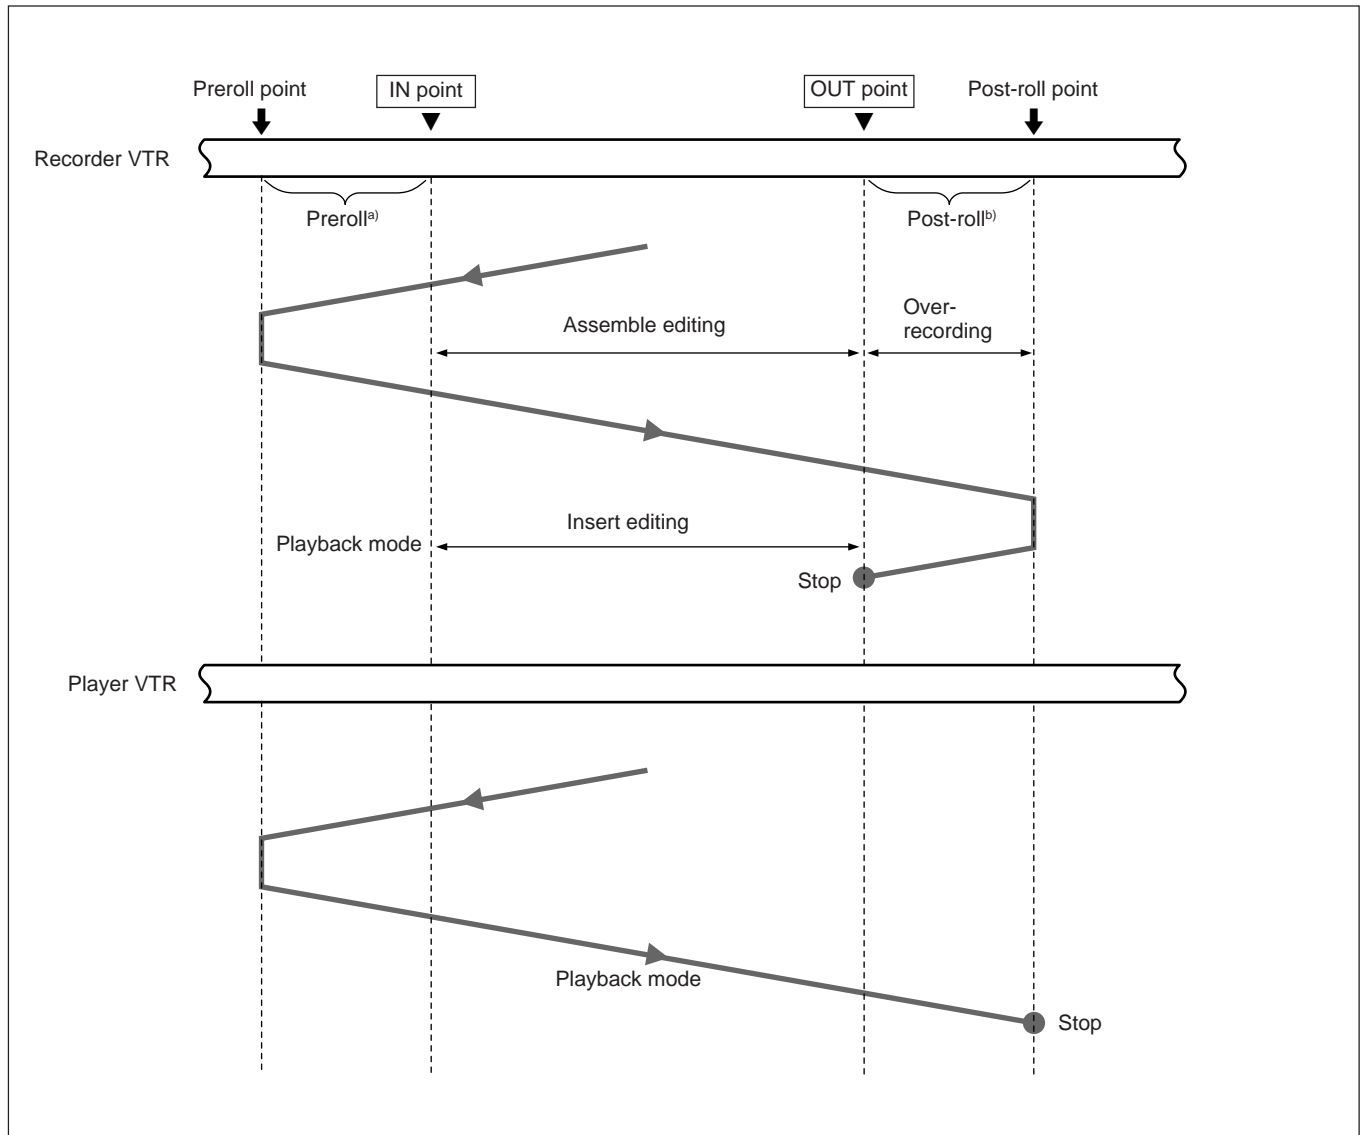 Preroll point
IN point
OUT point
Post-roll point
Recorder VTR
Preroll a)
Post-roll b)
Assemble editing
Over-
recording
Insert editing
Playback mode
Stop
Player VTR
Playback mode
Stop